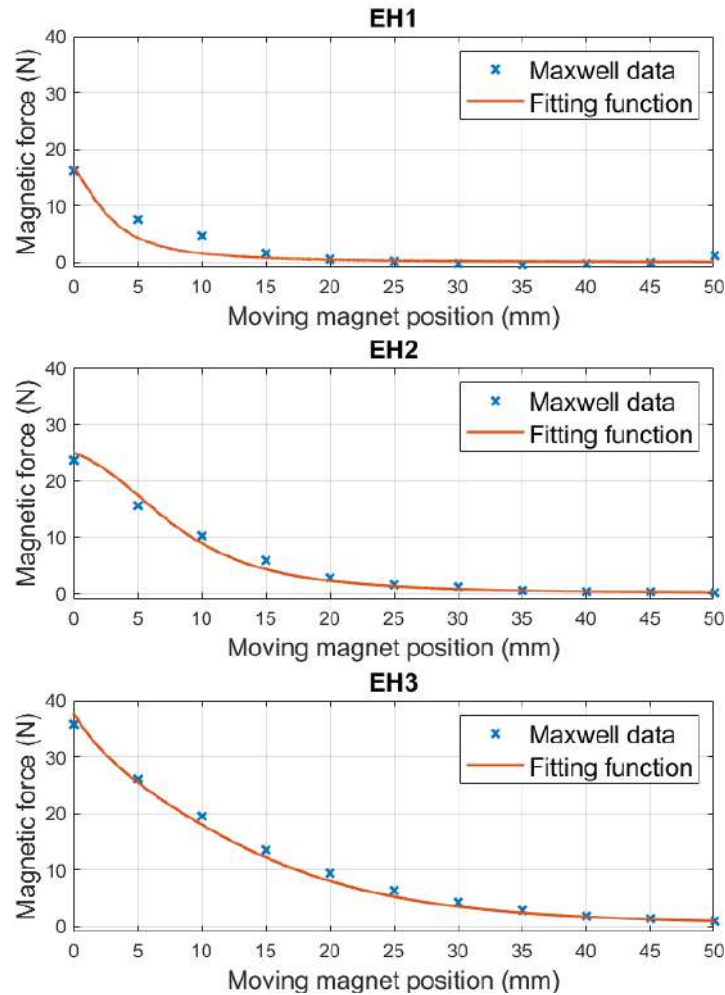 EH1
40
30
20
10
0
Magnetic force (N)
Maxwell data
Fitting function
0 5 10 15 20 25 30 35 40 45 50
Moving magnet position (mm)
EH2
40
30
20
10
0
Magnetic force (N)
Maxwell data
Fitting function
0 5 10 15 20 25 30 35 40 45 50
Moving magnet position (mm)
EH3
40
30
20
10
0
Magnetic force (N)
Maxwell data
Fitting function
0 5 10 15 20 25 30 35 40 45 50
Moving magnet position (mm)